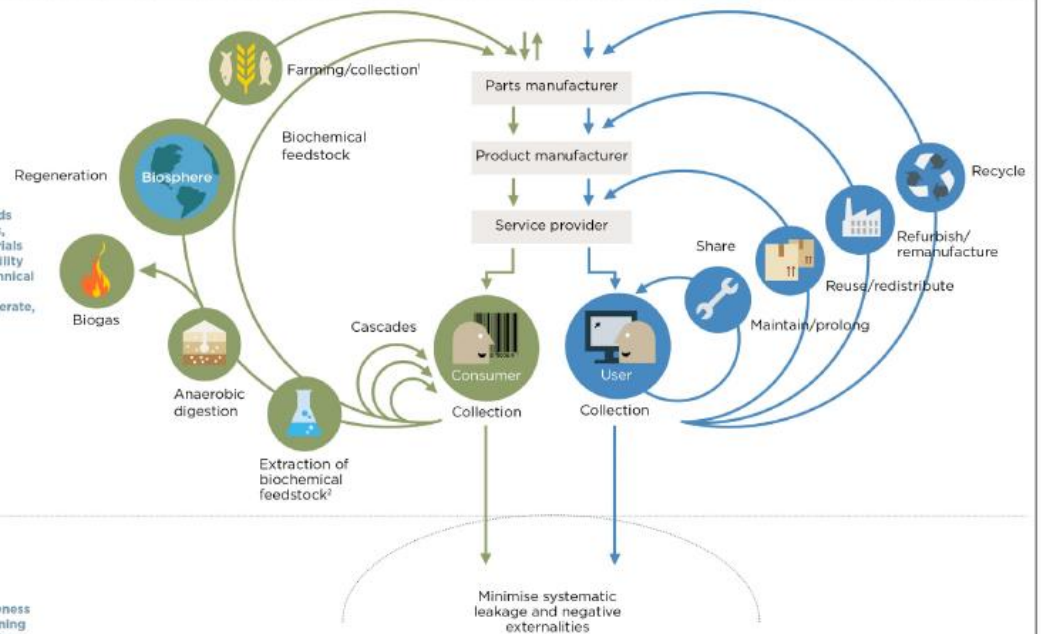 Farming/collection¹
Parts manufacturer
Biochemical
feedstock
Product manufacturer
Regeneration
Biosphere
Recycle
Service provider
Share
Refurbish/
remanufacture
Reuse/redistribute
Biogas
Cascades
Maintain/prolong
Consumer
User
Anaerobic
digestion
Collection
Collection
Extraction of
biochemical
feedstock²
Minimise systematic
leakage and negative
externalities